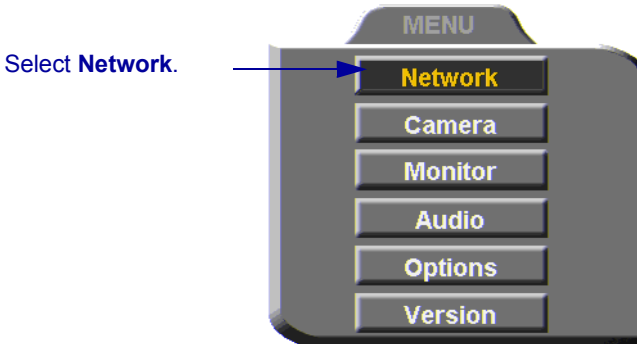 MENU
Select Network.
Network
Camera
Monitor
Audio
Options
Version